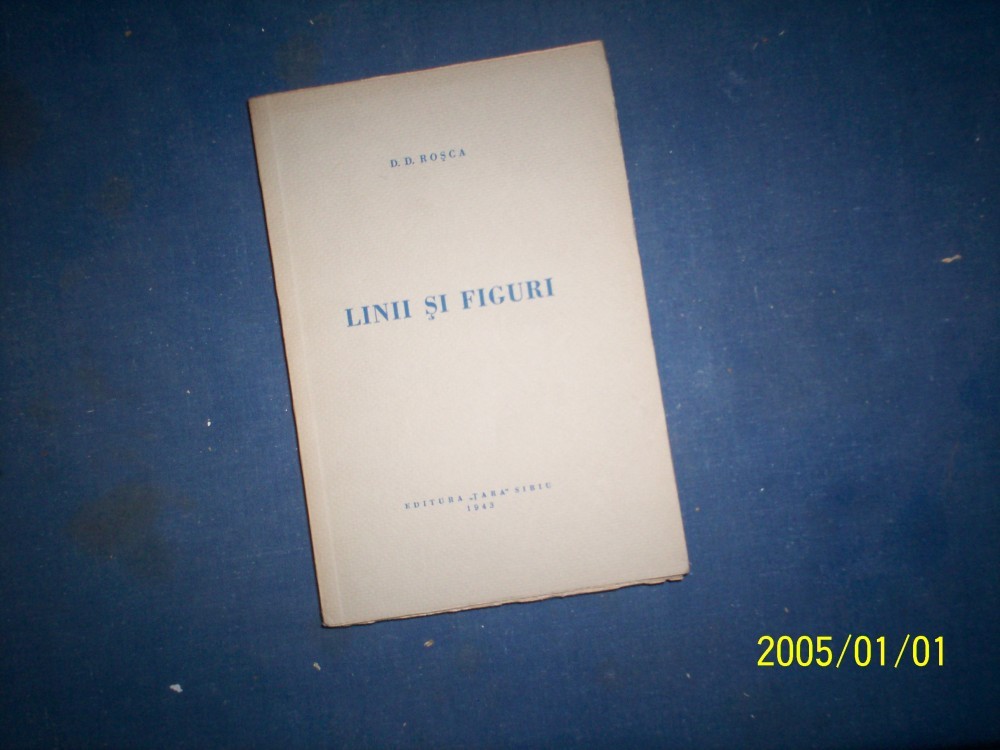 D. D. ROŞCA
LINII ŞI FIGURI
EDITURA „ŢARA” SIBIU
1943
2005/01/01